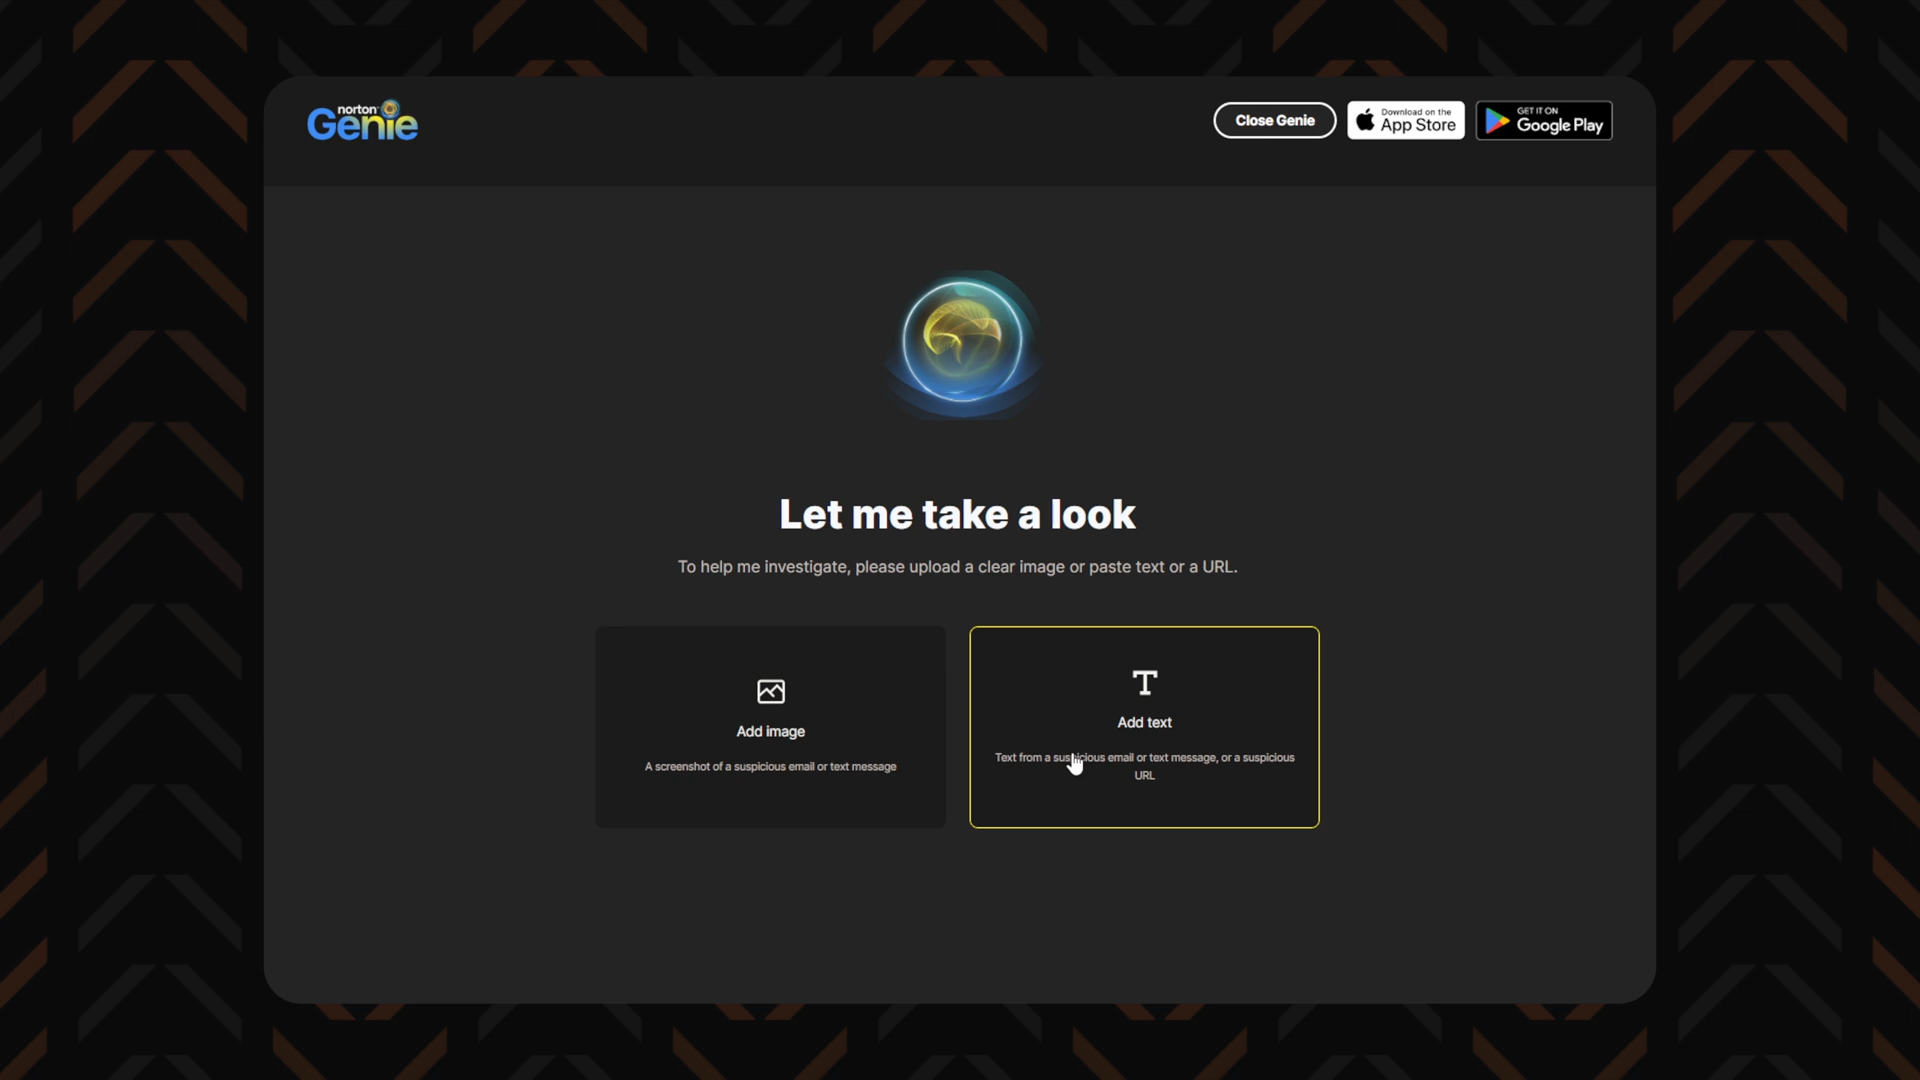 norton
Genie
Close Genie
Download on the
App Store
GET IT ON
Google Play
Let me take a look
To help me investigate, please upload a clear image or paste text or a URL.
Add image
A screenshot of a suspicious email or text message
Add text
Text from a suspicious email or text message, or a suspicious
URL